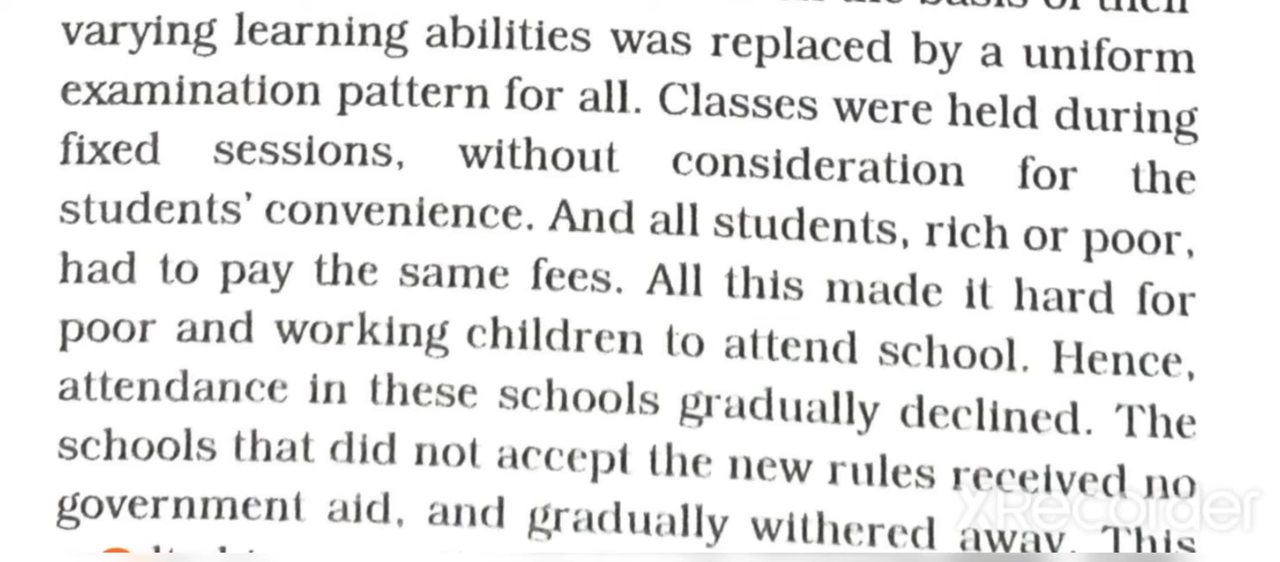 varying learning abilities was replaced by a uniform
examination pattern for all. Classes were held during
fixed sessions, without consideration for the
students' convenience. And all students, rich or poor,
had to pay the same fees. All this made it hard for
poor and working children to attend school. Hence,
attendance in these schools gradually declined. The
schools that did not accept the new rules received no
government aid, and gradually withered away. This
XRecorder